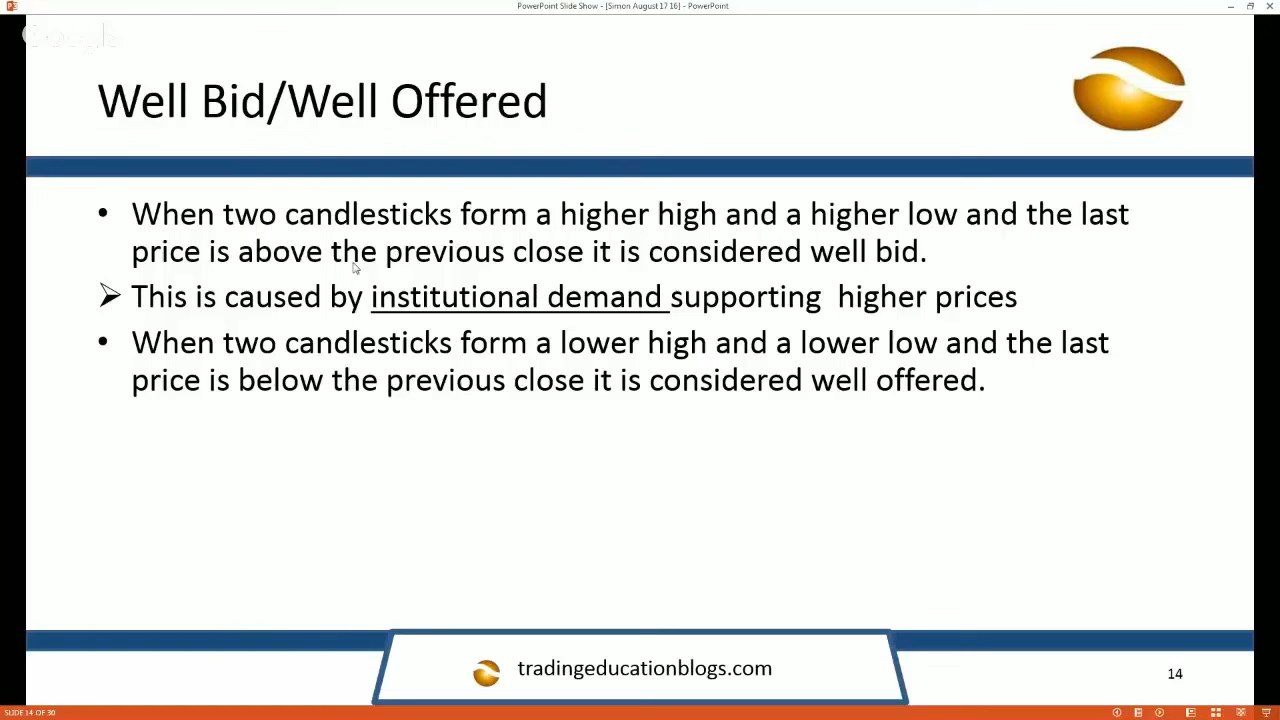 PowerPoint Slide Show - [Simon August 17 16] - PowerPoint
Google
Well Bid/Well Offered
• When two candlesticks form a higher high and a higher low and the last
price is above the previous close it is considered well bid.
➢ This is caused by institutional demand supporting  higher prices
• When two candlesticks form a lower high and a lower low and the last
price is below the previous close it is considered well offered.
tradingeducationblogs.com
14
SLIDE 14 OF 30